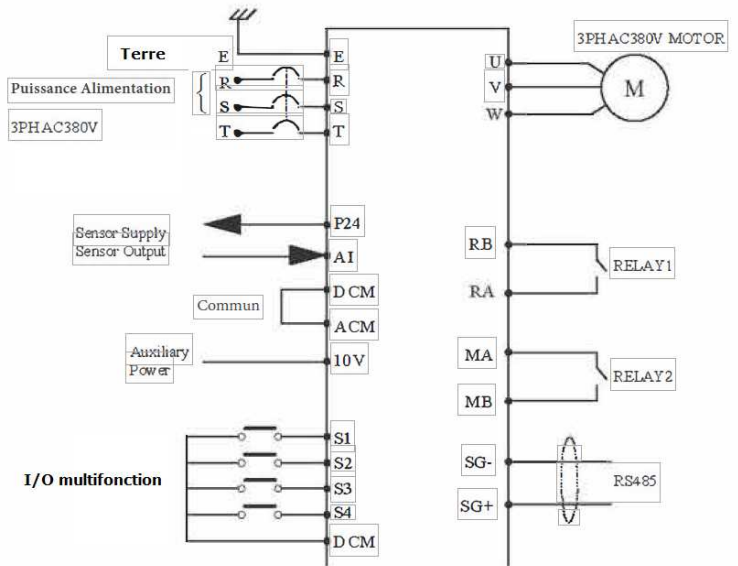 Terre
E
E
R
R
Puissance Alimentation
S
S
3PHAC380V
T
T
3PHAC380V MOTOR
U
V
W
M
P24
Sensor Supply
Sensor Output
AI
DCM
Commun
ACM
Auxiliary
Power
10V
RB
RELAY1
RA
MA
RELAY2
MB
S1
S2
I/O multifonction
S3
S4
DCM
SG-
RS485
SG+